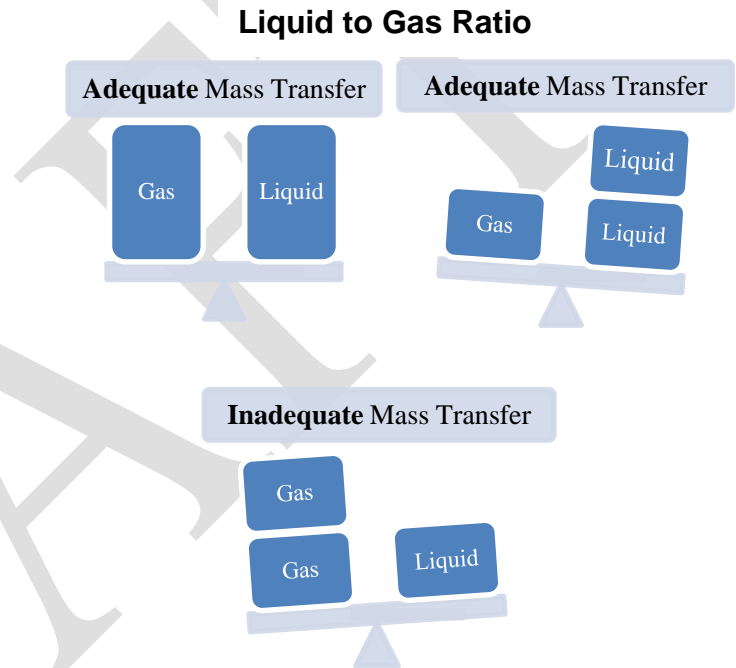 Liquid to Gas Ratio
Adequate Mass Transfer
Adequate Mass Transfer
Gas
Liquid
Liquid
Gas
Liquid
Inadequate Mass Transfer
Gas
Gas
Liquid